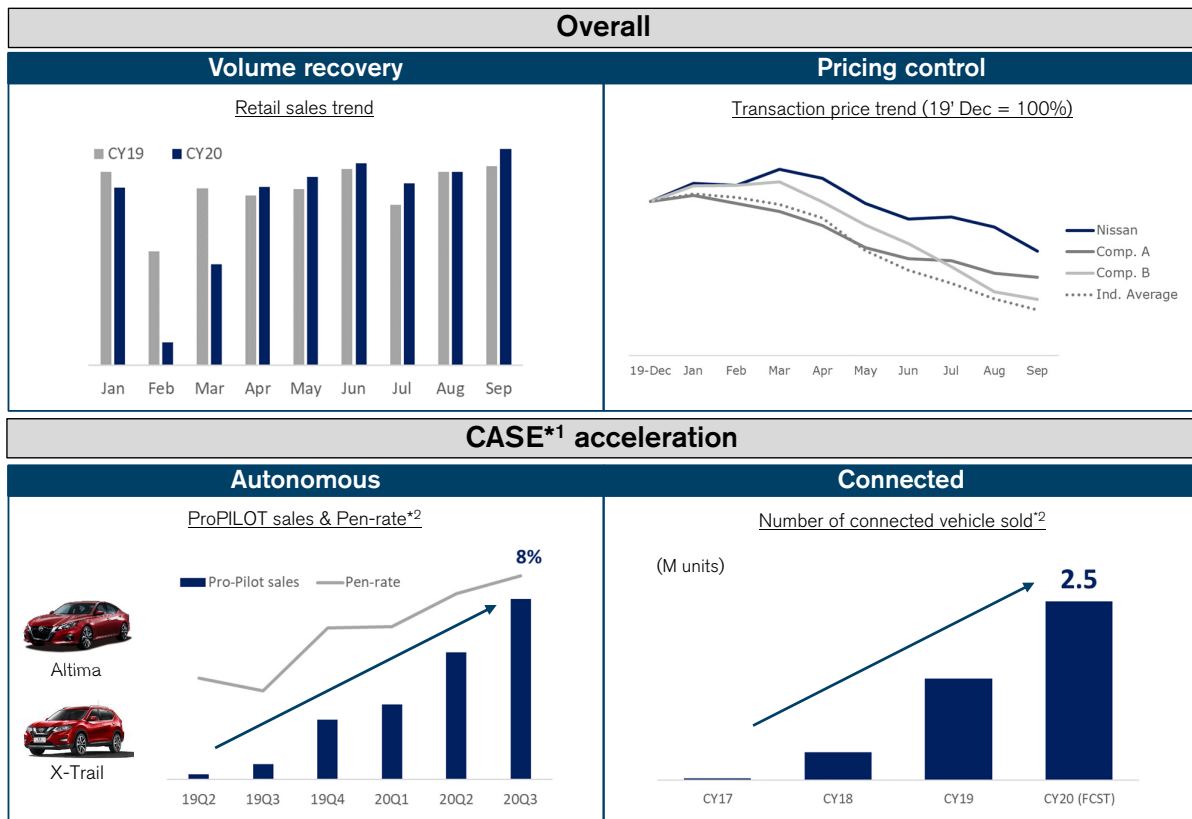 Overall
Volume recovery
Retail sales trend
CY19 CY20
Jan Feb Mar Apr May Jun Jul Aug Sep
Pricing control
Transaction price trend (19' Dec = 100%)
Nissan
Comp. A
Comp. B
Ind. Average
19-Dec Jan Feb Mar Apr May Jun Jul Aug Sep
CASE*1 acceleration
Autonomous
ProPILOT sales & Pen-rate*2
8%
Pro-Pilot sales Pen-rate
Altima
X-Trail
19Q2 19Q3 19Q4 20Q1 20Q2 20Q3
Connected
Number of connected vehicle sold*2
(M units)
2.5
CY17 CY18 CY19 CY20 (FCST)